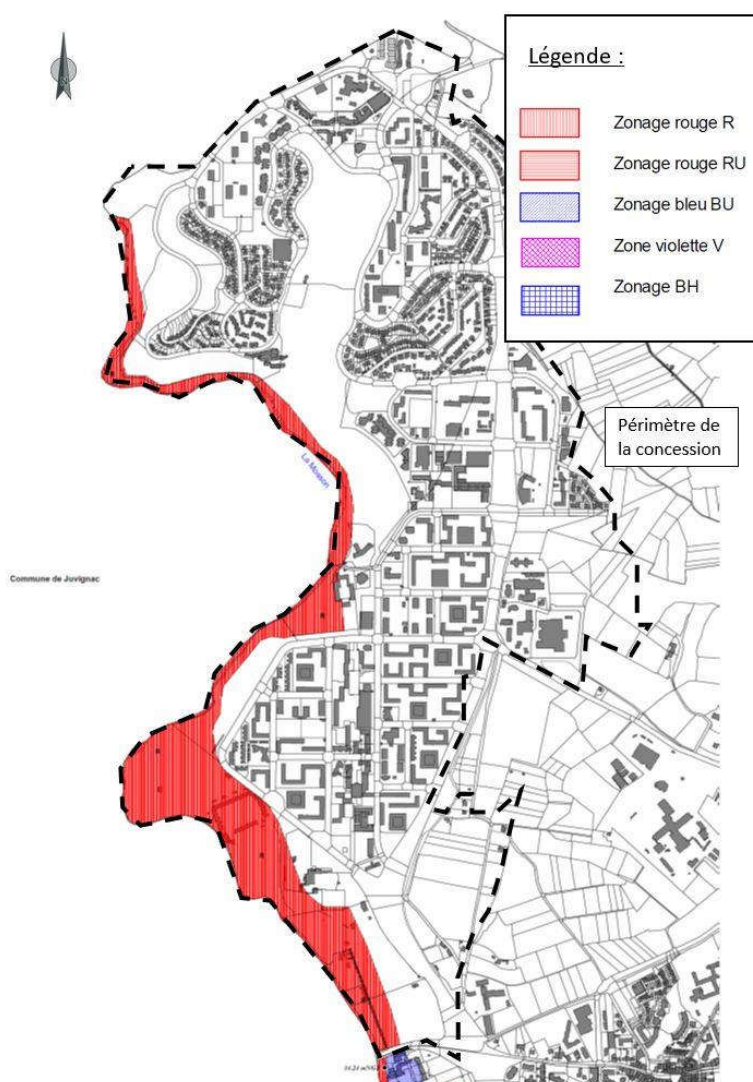 Légende :
Zonage rouge R
Zonage rouge RU
Zonage bleu BU
Zone violette V
Zonage BH
Périmètre de
la concession
La Mosson
Commune de Juvignac